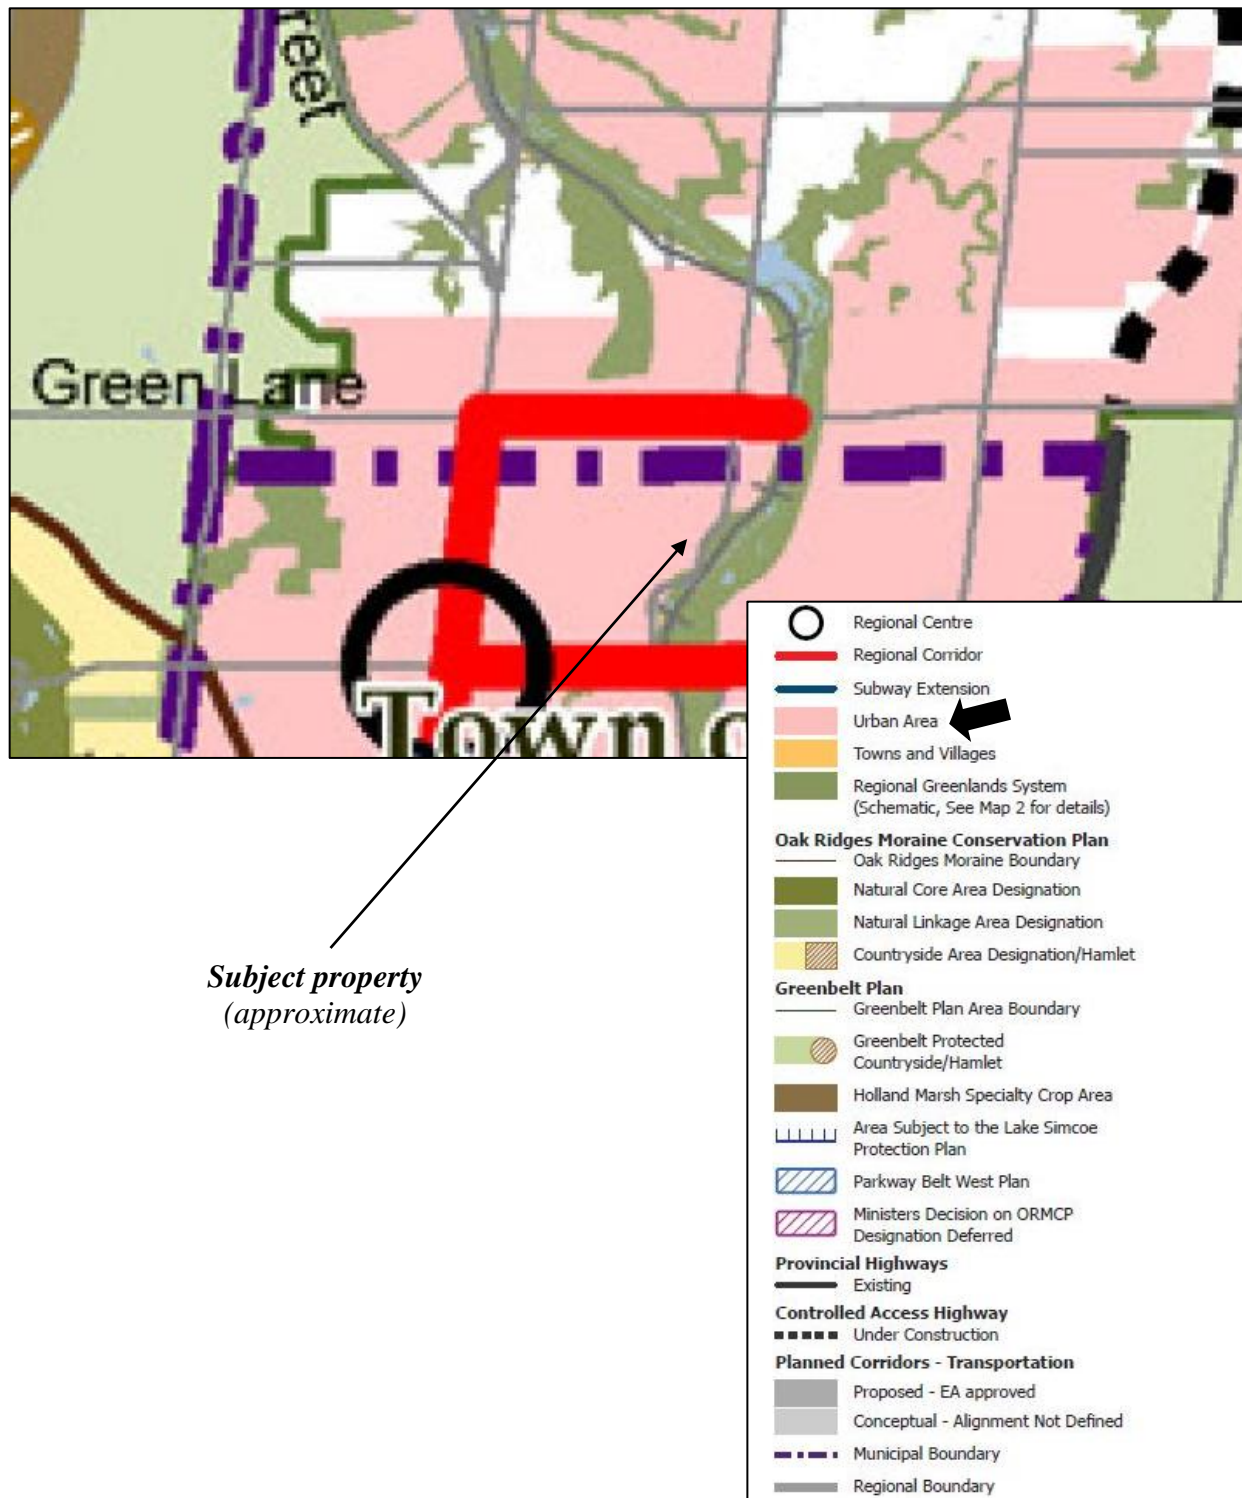 reet
Green Lane
Town o
Regional Centre
Regional Corridor
Subway Extension
Urban Area
Towns and Villages
Regional Greenlands System
(Schematic, See Map 2 for details)
Oak Ridges Moraine Conservation Plan
Oak Ridges Moraine Boundary
Natural Core Area Designation
Natural Linkage Area Designation
Countryside Area Designation/Hamlet
Greenbelt Plan
Greenbelt Plan Area Boundary
Greenbelt Protected
Countryside/Hamlet
Holland Marsh Specialty Crop Area
Area Subject to the Lake Simcoe
Protection Plan
Parkway Belt West Plan
Ministers Decision on ORMCP
Designation Deferred
Provincial Highways
Existing
Controlled Access Highway
Under Construction
Planned Corridors - Transportation
Proposed - EA approved
Conceptual - Alignment Not Defined
Municipal Boundary
Regional Boundary
Subject property
(approximate)